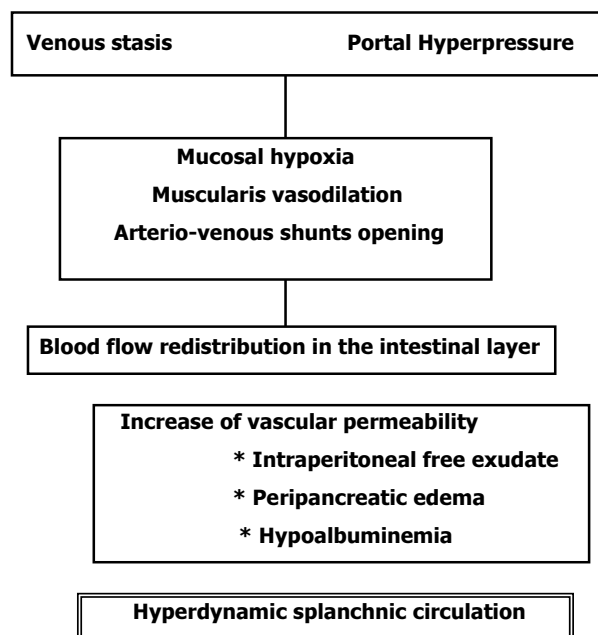 Venous stasis Portal Hyperpressure
Mucosal hypoxia
Muscularis vasodilation
Arterio-venous shunts opening
Blood flow redistribution in the intestinal layer
Increase of vascular permeability
* Intraperitoneal free exudate
* Peripancreatic edema
* Hypoalbuminemia
Hyperdynamic splanchnic circulation